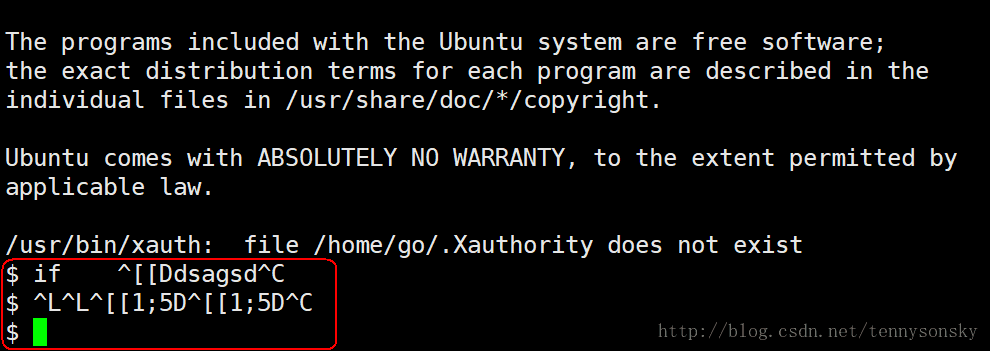 The programs included with the Ubuntu system are free software;
the exact distribution terms for each program are described in the
individual files in /usr/share/doc/*/copyright.
Ubuntu comes with ABSOLUTELY NO WARRANTY, to the extent permitted by
applicable law.
/usr/bin/xauth:  file /home/go/.Xauthority does not exist
$ if    ^[[Ddsagsd^C
$ ^L^L^[[1;5D^[[1;5D^C
$
http://blog.csdn.net/tennysonsky